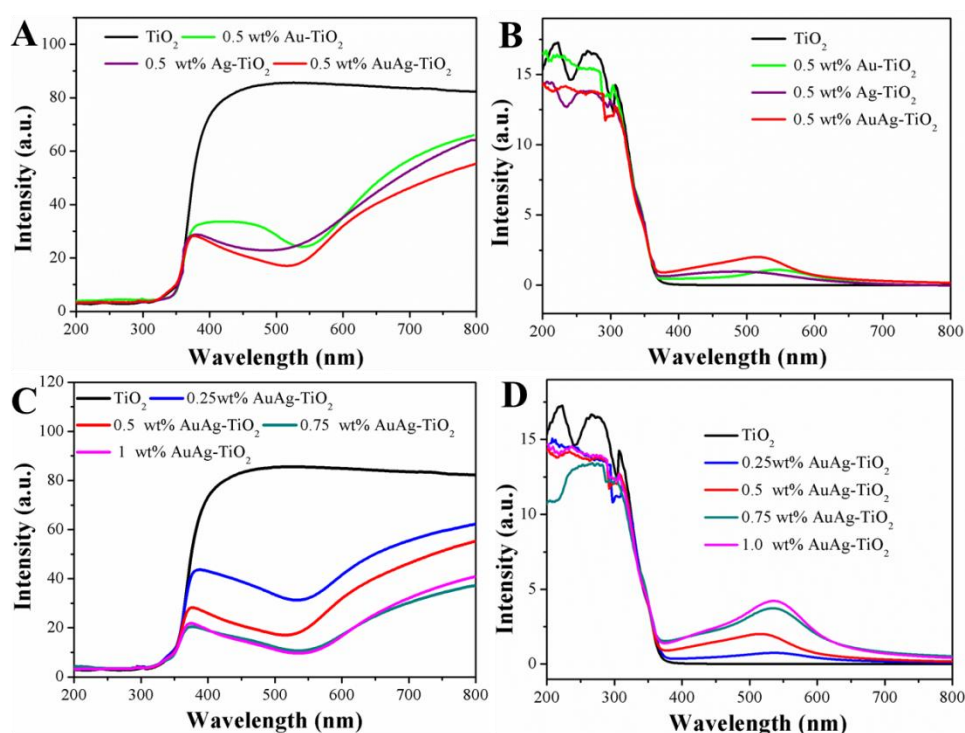 A
TiO₂ 0.5 wt% Au-TiO₂
0.5 wt% Ag-TiO₂ 0.5 wt% AuAg-TiO₂
100
80
60
40
20
0
200 300 400 500 600 700 800
Intensity (a.u.)
Wavelength (nm)
B
TiO₂
0.5 wt% Au-TiO₂
0.5 wt% Ag-TiO₂
0.5 wt% AuAg-TiO₂
15
10
5
0
200 300 400 500 600 700 800
Intensity (a.u.)
Wavelength (nm)
C
TiO₂ 0.25wt% AuAg-TiO₂
0.5 wt% AuAg-TiO₂ 0.75 wt% AuAg-TiO₂
1 wt% AuAg-TiO₂
120
100
80
60
40
20
0
200 300 400 500 600 700 800
Intensity (a.u.)
Wavelength (nm)
D
TiO₂
0.25wt% AuAg-TiO₂
0.5 wt% AuAg-TiO₂
0.75 wt% AuAg-TiO₂
1.0 wt% AuAg-TiO₂
15
10
5
0
200 300 400 500 600 700 800
Intensity (a.u.)
Wavelength (nm)